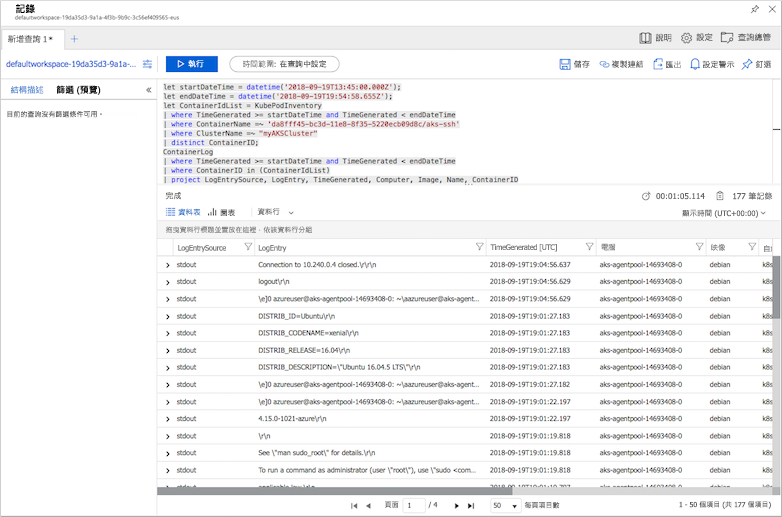 記錄
defaultworkspace-19da35d3-9a1a-4f3b-9b9c-3c56ef409565-eus
新增查詢 1*
說明 設定 查詢總管
defaultworkspace-19da35d3-9a1a-... 執行 時間範圍: 在查詢中設定 儲存 複製連結 匯出 設定警示 釘選
結構描述 篩選 (預覽) «
目前的查詢沒有篩選條件可用。
let startDateTime = datetime('2018-09-19T13:45:00.000Z');
let endDateTime = datetime('2018-09-19T19:54:58.655Z');
let ContainerIdList = KubePodInventory
| where TimeGenerated >= startDateTime and TimeGenerated < endDateTime
| where ContainerName =~ 'da8fff45-bc3d-11e8-8f35-5220ecb09d8c/aks-ssh'
| where ClusterName =~ "myAKSCluster"
| distinct ContainerID;
ContainerLog
| where TimeGenerated >= startDateTime and TimeGenerated < endDateTime
| where ContainerID in (ContainerIdList)
| project LogEntrySource, LogEntry, TimeGenerated, Computer, Image, Name, ContainerID
完成 00:01:05.114 177 筆記錄
資料表 圖表 資料行 顯示時間 (UTC+00:00)
拖曳資料行標題並置放在這裡，依該資料行分組
LogEntrySource LogEntry TimeGenerated [UTC] 電腦 映像
stdout Connection to 10.240.0.4 closed.\r\r\n 2018-09-19T19:04:56.637 aks-agentpool-14693408-0 debian k8s
stdout logout\r\n 2018-09-19T19:04:56.629 aks-agentpool-14693408-0 debian k8s
stdout \e]0 azureuser@aks-agentpool-14693408-0: ~\aazureuser@aks-agent... 2018-09-19T19:04:56.629 aks-agentpool-14693408-0 debian k8s
stdout DISTRIB_ID=Ubuntu\r\n 2018-09-19T19:01:27.183 aks-agentpool-14693408-0 debian k8s
stdout DISTRIB_CODENAME=xenial\r\n 2018-09-19T19:01:27.183 aks-agentpool-14693408-0 debian k8s
stdout DISTRIB_RELEASE=16.04\r\n 2018-09-19T19:01:27.183 aks-agentpool-14693408-0 debian k8s
stdout DISTRIB_DESCRIPTION=\"Ubuntu 16.04.5 LTS\"\r\n 2018-09-19T19:01:27.183 aks-agentpool-14693408-0 debian k8s
stdout \e]0 azureuser@aks-agentpool-14693408-0: ~\aazureuser@aks-agent... 2018-09-19T19:01:27.182 aks-agentpool-14693408-0 debian k8s
stdout \e]0 azureuser@aks-agentpool-14693408-0: ~\aazureuser@aks-agent... 2018-09-19T19:01:22.197 aks-agentpool-14693408-0 debian k8s
stdout 4.15.0-1021-azure\r\n 2018-09-19T19:01:22.197 aks-agentpool-14693408-0 debian k8s
stdout \r\n 2018-09-19T19:01:19.818 aks-agentpool-14693408-0 debian k8s
stdout See \"man sudo_root\" for details.\r\n 2018-09-19T19:01:19.818 aks-agentpool-14693408-0 debian k8s
stdout To run a command as administrator (user \"root\"), use \"sudo <com... 2018-09-19T19:01:19.818 aks-agentpool-14693408-0 debian k8s
頁面 1 / 4 50 每頁項目數 1 - 50 個項目 (共 177 個項目)